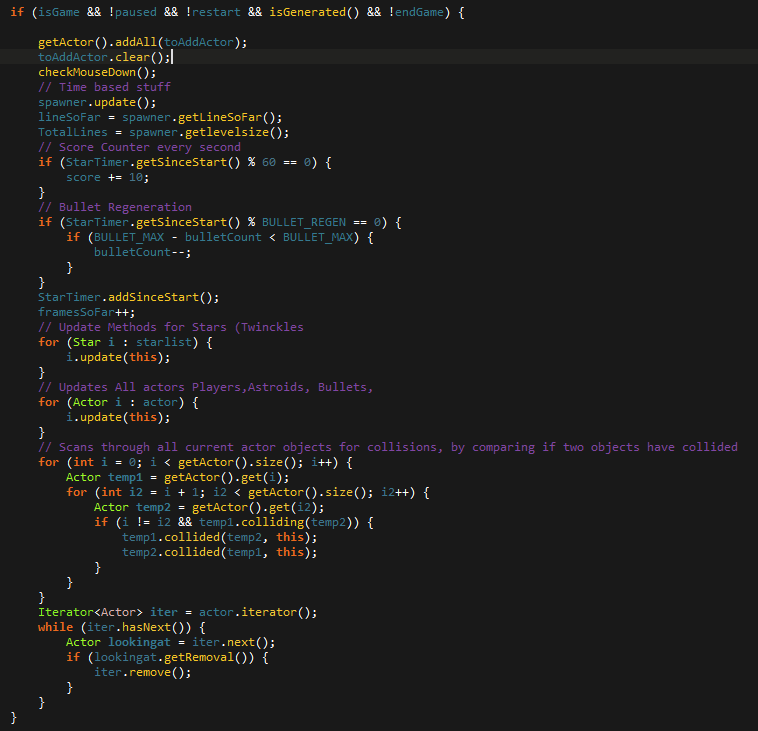 if (isGame && !paused && !restart && isGenerated() && !endGame) {
getActor().addAll(toAddActor);
toAddActor.clear();
checkMouseDown();
// Time based stuff
spawner.update();
lineSoFar = spawner.getLineSoFar();
TotalLines = spawner.getlevelsize();
// Score Counter every second
if (StarTimer.getSinceStart() % 60 == 0) {
score += 10;
}
// Bullet Regeneration
if (StarTimer.getSinceStart() % BULLET_REGEN == 0) {
if (BULLET_MAX - bulletCount < BULLET_MAX) {
bulletCount--;
}
}
StarTimer.addSinceStart();
framesSoFar++;
// Update Methods for Stars (Twinckles
for (Star i : starlist) {
i.update(this);
}
// Updates All actors Players,Astroids, Bullets,
for (Actor i : actor) {
i.update(this);
}
// Scans through all current actor objects for collisions, by comparing if two objects have collided
for (int i = 0; i < getActor().size(); i++) {
Actor temp1 = getActor().get(i);
for (int i2 = i + 1; i2 < getActor().size(); i2++) {
Actor temp2 = getActor().get(i2);
if (i != i2 && temp1.colliding(temp2)) {
temp1.collided(temp2, this);
temp2.collided(temp1, this);
}
}
}
Iterator<Actor> iter = actor.iterator();
while (iter.hasNext()) {
Actor lookingat = iter.next();
if (lookingat.getRemoval()) {
iter.remove();
}
}
}